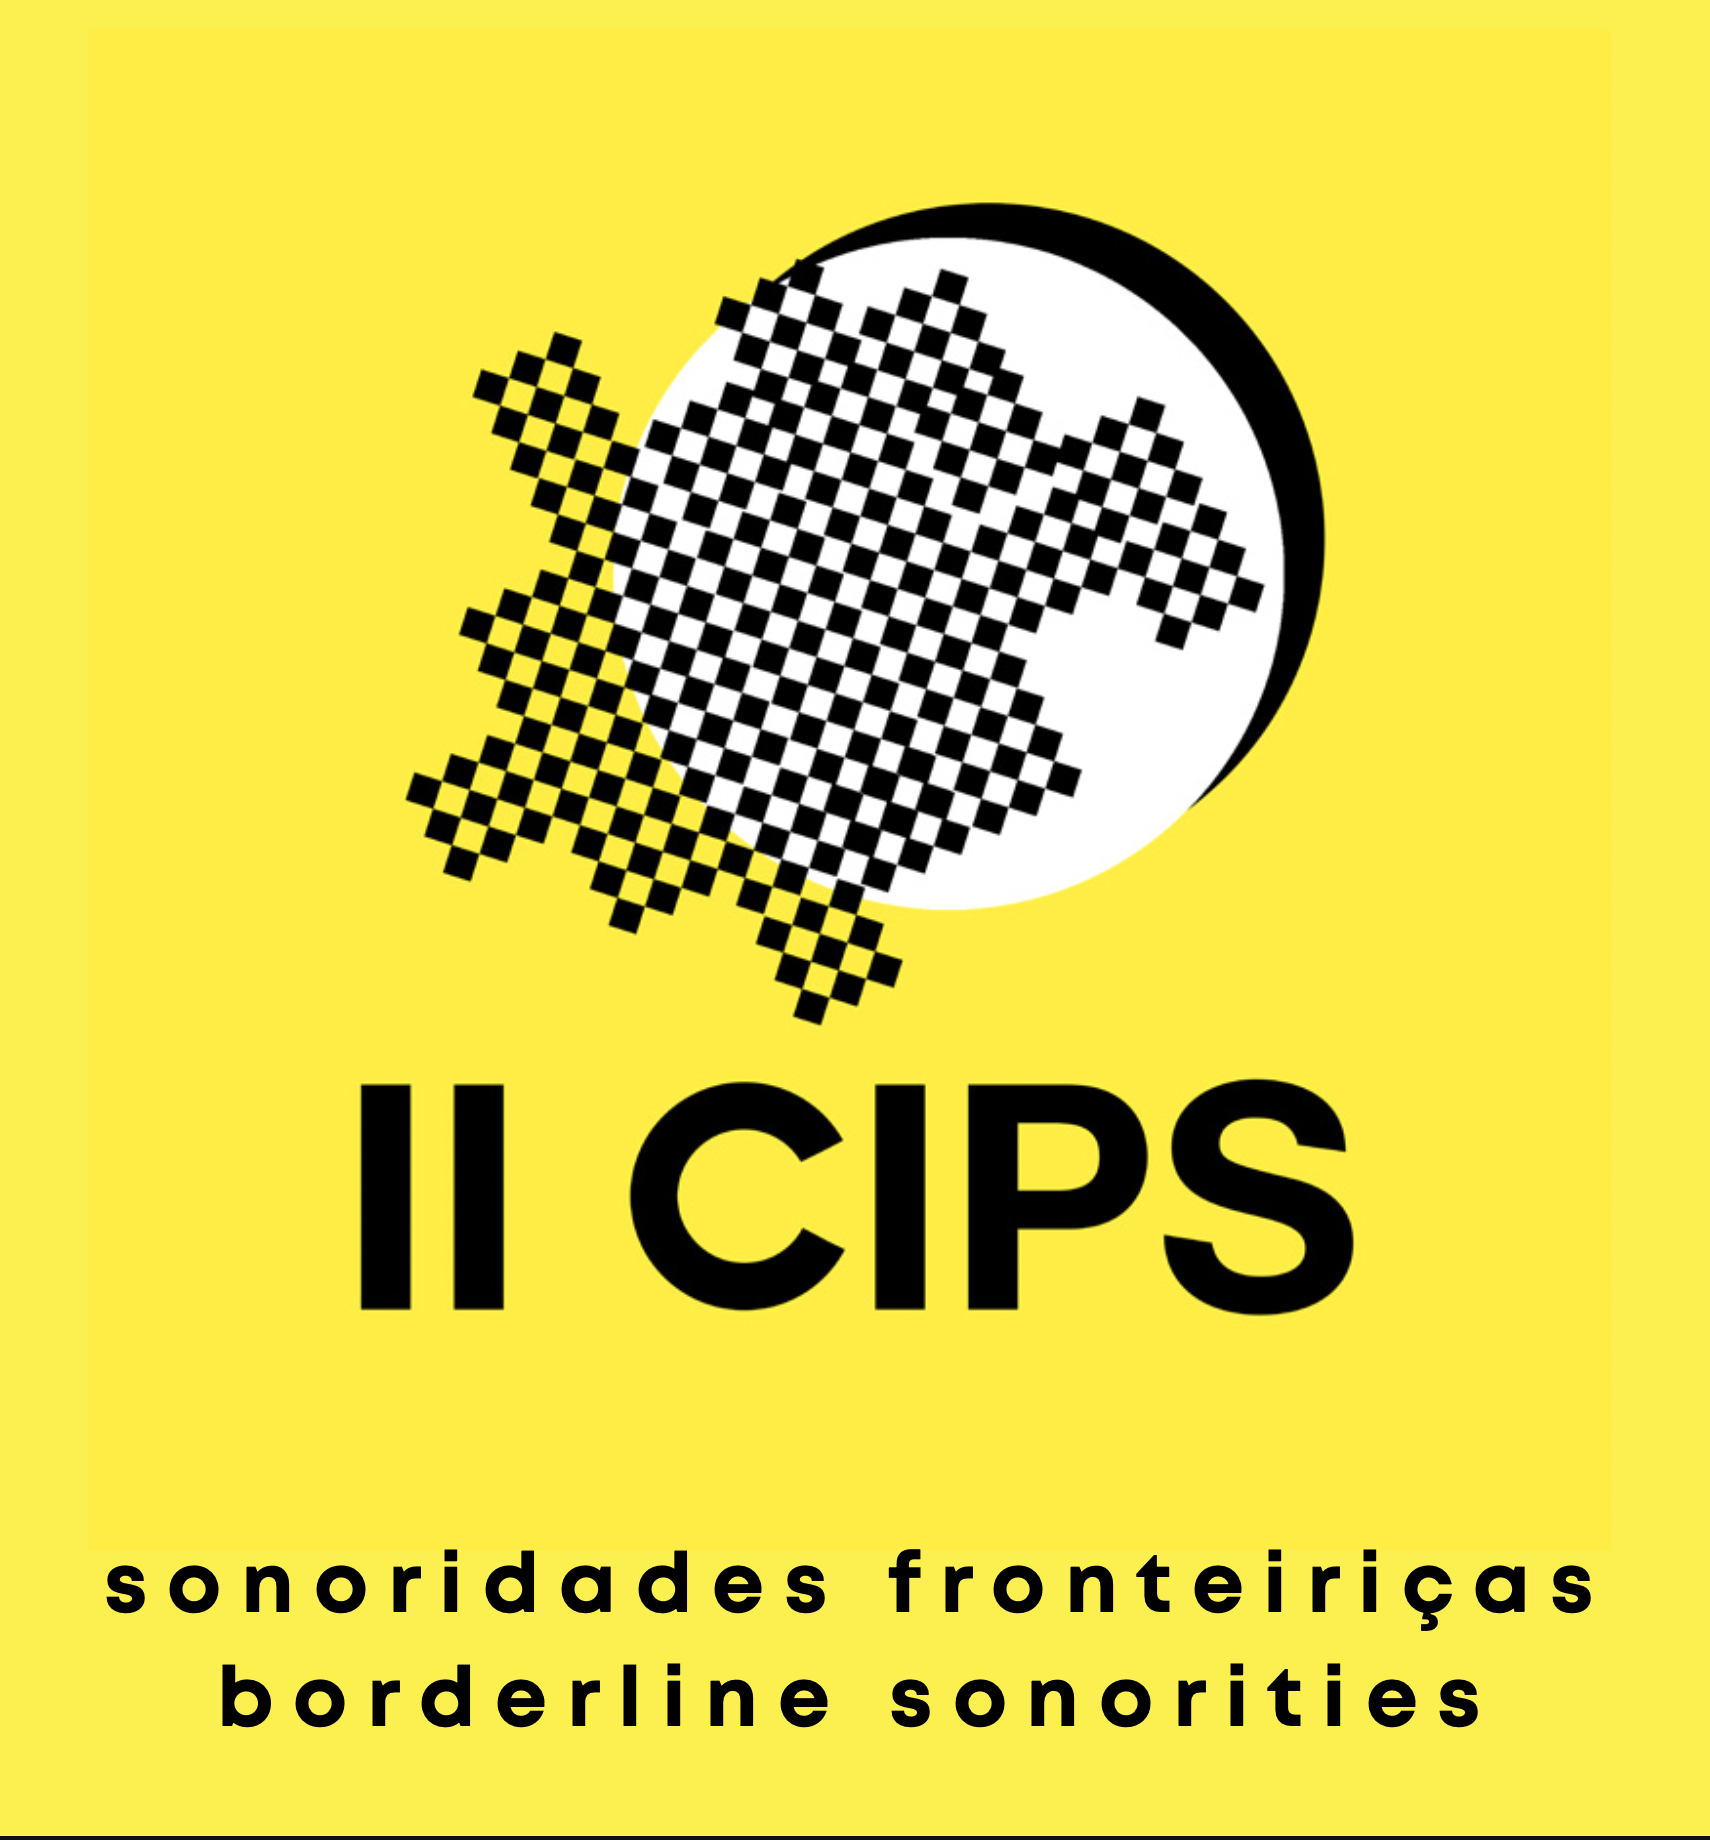 II CIPS
sonoridades fronteiriças
borderline sonorities